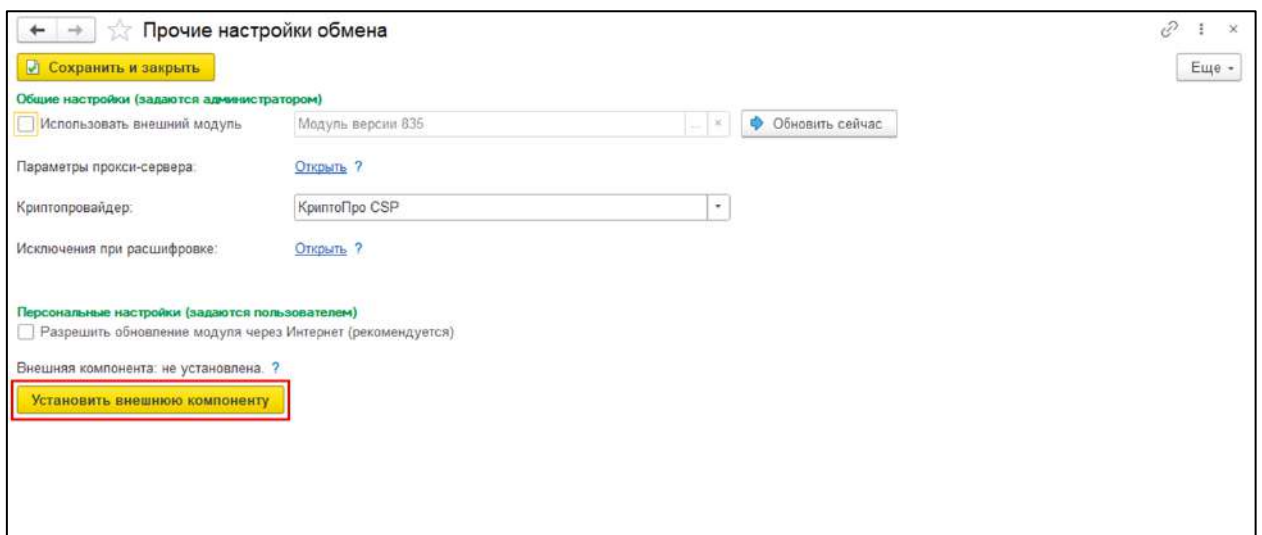 Прочие настройки обмена
Сохранить и закрыть
Еще
Общие настройки (задаются администратором)
Использовать внешний модуль Модуль версии 835 ... × Обновить сейчас
Параметры прокси-сервера: Открыть ?
Криптопровайдер: КриптоПро CSP
Исключения при расшифровке: Открыть ?
Персональные настройки (задаются пользователем)
Разрешить обновление модуля через Интернет (рекомендуется)
Внешняя компонента: не установлена. ?
Установить внешнюю компоненту